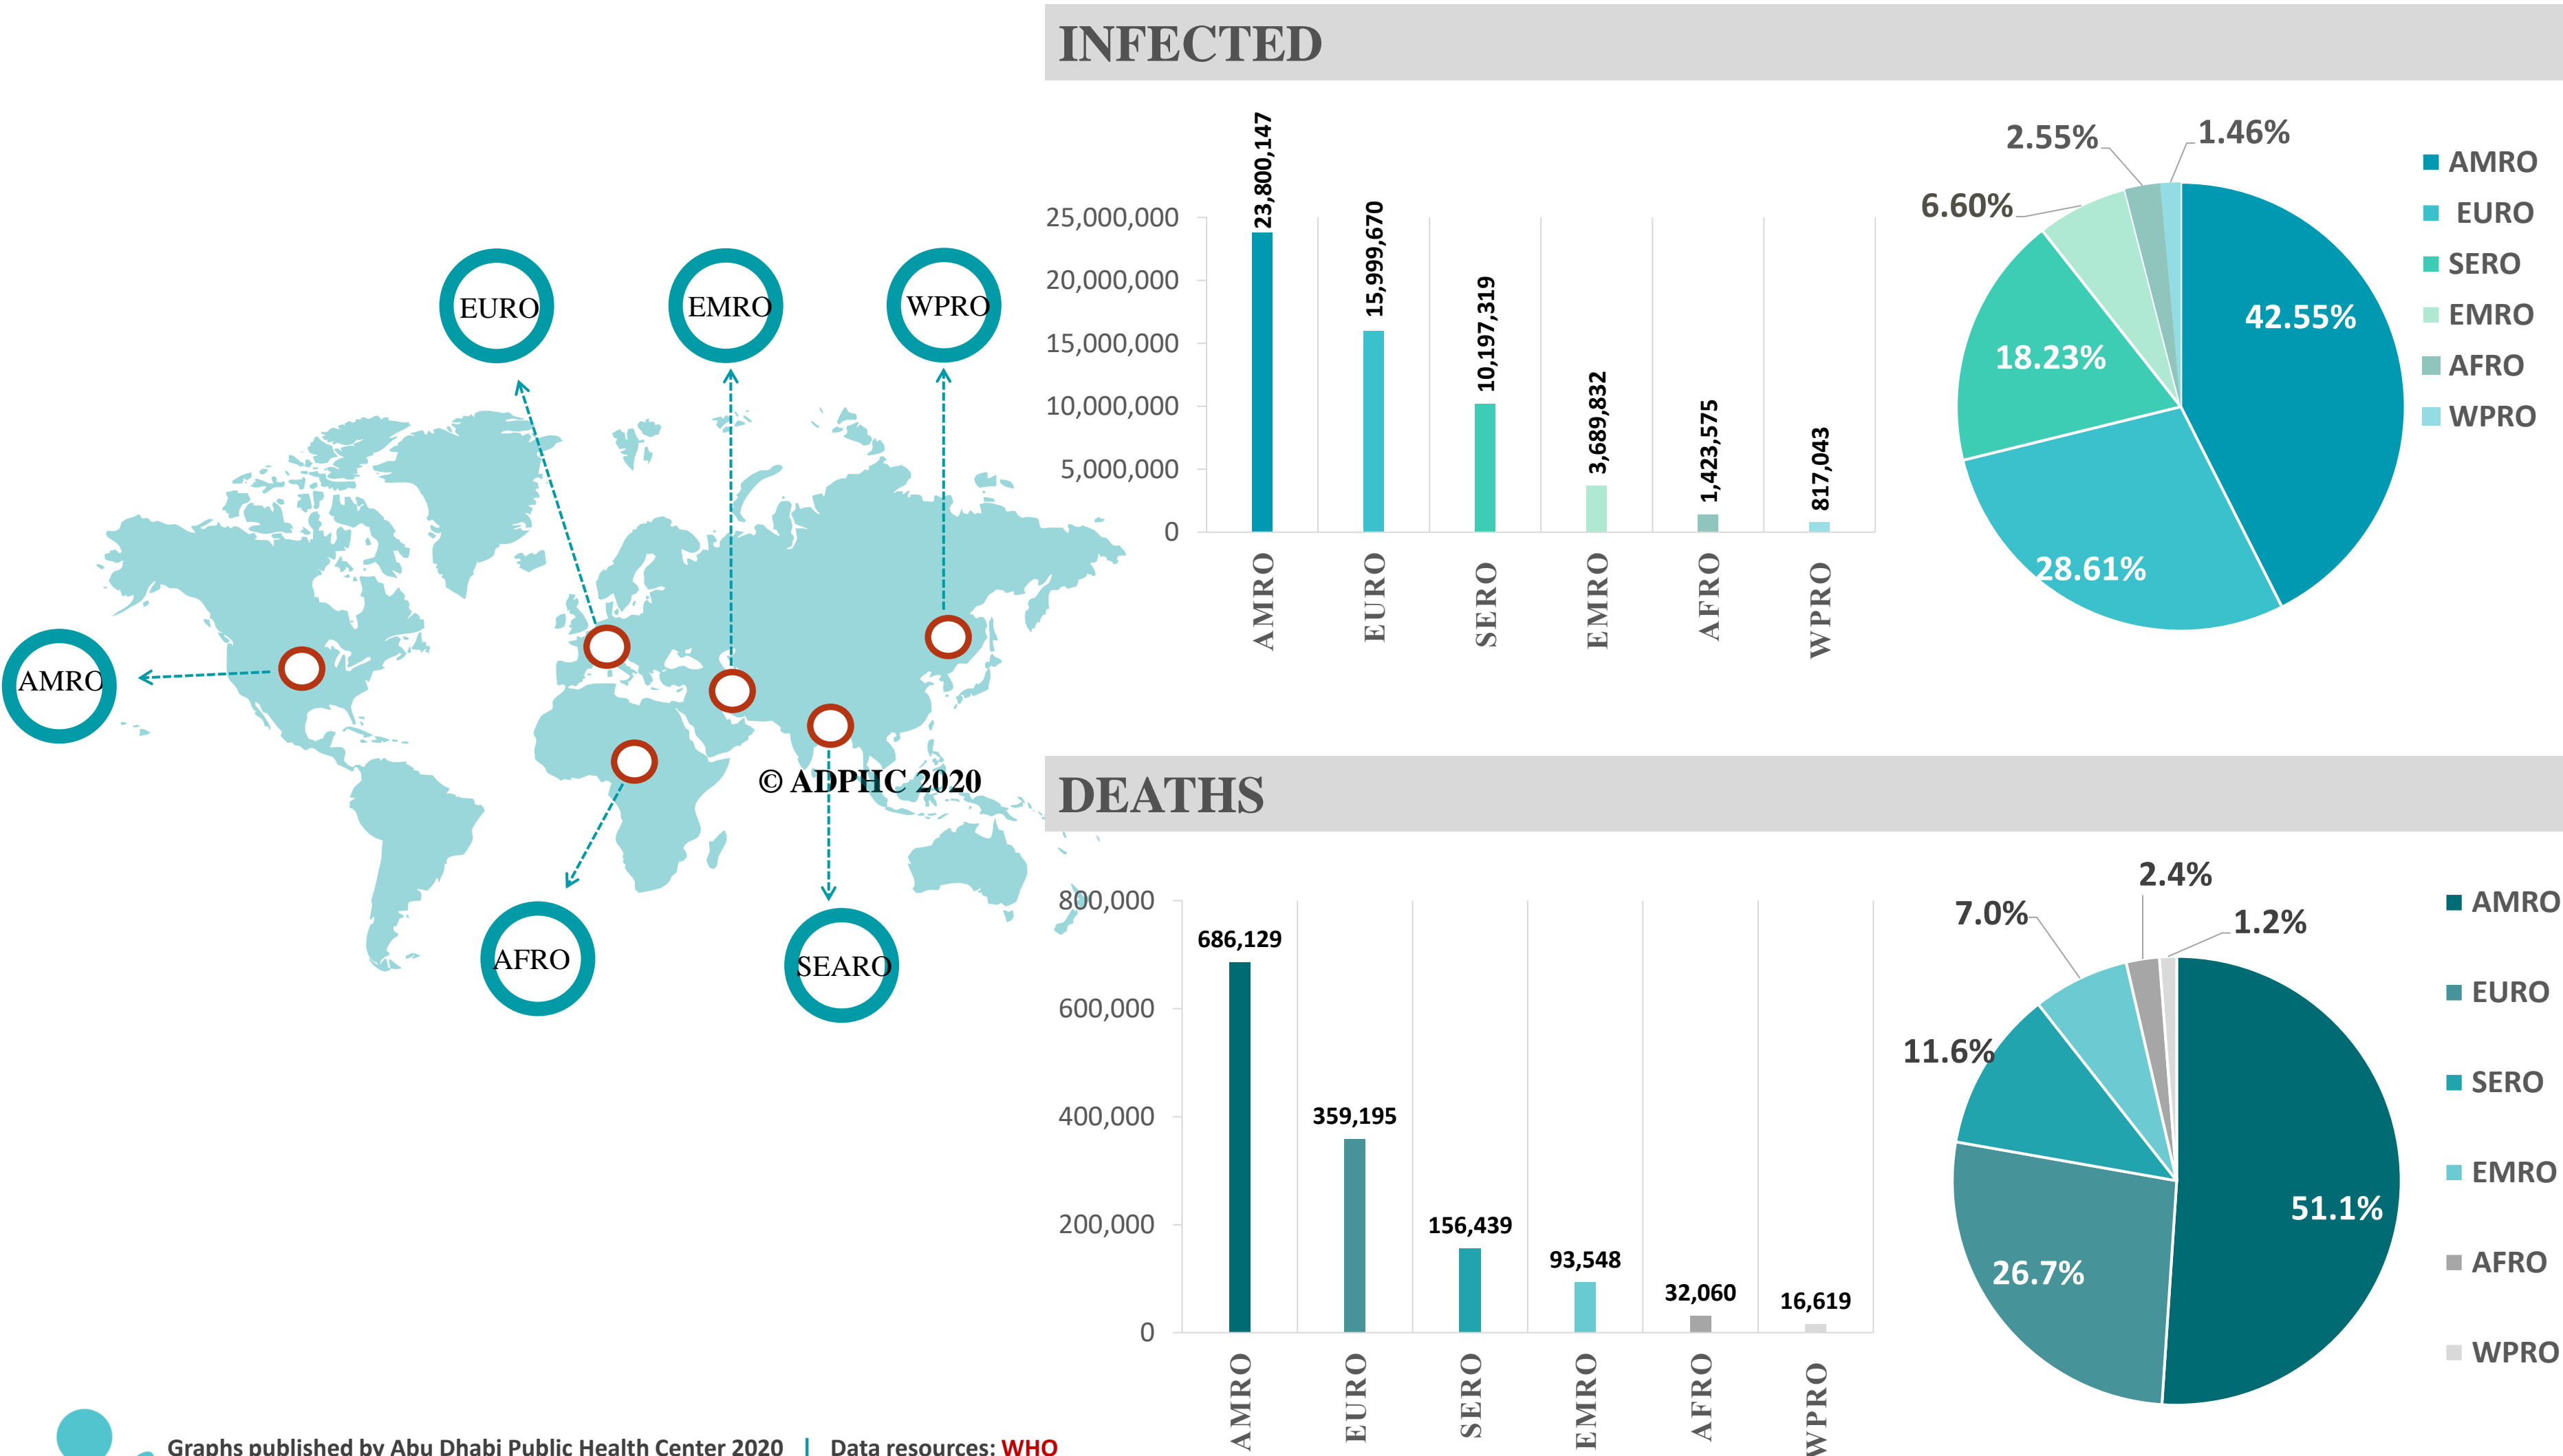 INFECTED
EURO
EMRO
WPRO
AMRO
AFRO
SEARO
© ADPHC 2020
25,000,000
20,000,000
15,000,000
10,000,000
5,000,000
0
23,800,147
15,999,670
10,197,319
3,689,832
1,423,575
817,043
AMRO
EURO
SERO
EMRO
AFRO
WPRO
2.55%
1.46%
6.60%
42.55%
18.23%
28.61%
AMRO
EURO
SERO
EMRO
AFRO
WPRO
DEATHS
800,000
600,000
400,000
200,000
0
686,129
359,195
156,439
93,548
32,060
16,619
AMRO
EURO
SERO
EMRO
AFRO
WPRO
2.4%
7.0%
1.2%
11.6%
51.1%
26.7%
AMRO
EURO
SERO
EMRO
AFRO
WPRO
Graphs published by Abu Dhabi Public Health Center 2020 | Data resources: WHO